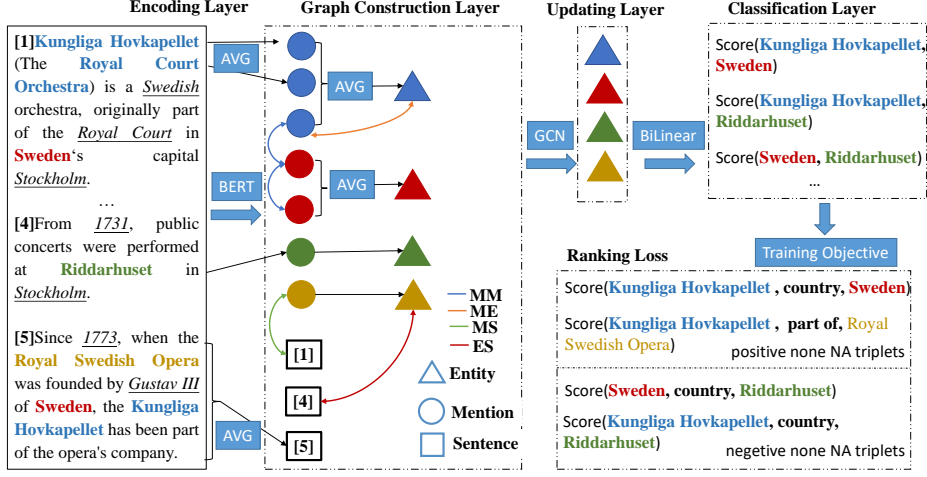 Encoding Layer
[1]Kungliga Hovkapellet
(The Royal Court
Orchestra) is a Swedish
orchestra, originally part
of the Royal Court in
Sweden‘s capital
Stockholm.
…
[4]From 1731, public
concerts were performed
at Riddarhuset in
Stockholm.
[5]Since 1773, when the
Royal Swedish Opera
was founded by Gustav III
of Sweden, the Kungliga
Hovkapellet has been part
of the opera's company.
AVG
BERT
AVG
Graph Construction Layer
AVG
AVG
[1]
[4]
[5]
MM
ME
MS
ES
Entity
Mention
Sentence
Updating Layer
GCN
BiLinear
Classification Layer
Score(Kungliga Hovkapellet,
Sweden)
Score(Kungliga Hovkapellet,
Riddarhuset)
Score(Sweden, Riddarhuset)
...
Training Objective
Ranking Loss
Score(Kungliga Hovkapellet , country, Sweden)
Score(Kungliga Hovkapellet , part of, Royal
Swedish Opera)
positive none NA triplets
Score(Sweden, country, Riddarhuset)
Score(Kungliga Hovkapellet, country,
Riddarhuset)
negetive none NA triplets